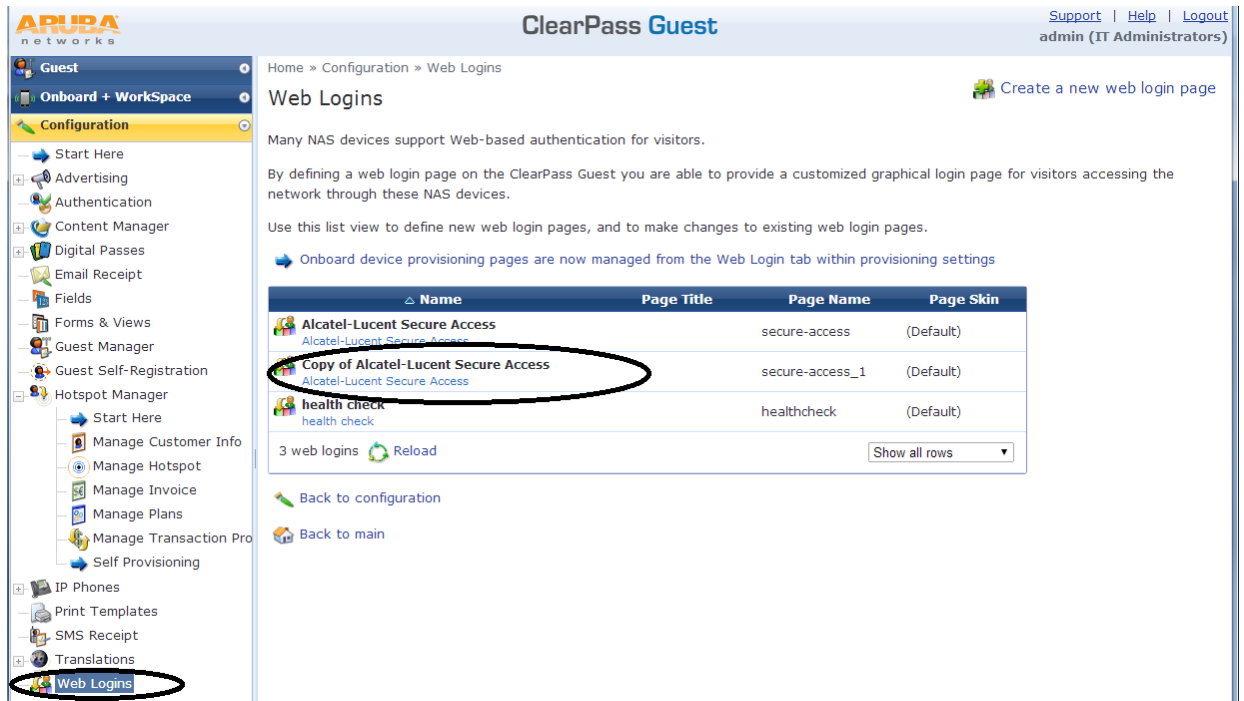 ARUBA
networks
ClearPass Guest
Support | Help | Logout
admin (IT Administrators)
Guest
Onboard + WorkSpace
Configuration
Start Here
Advertising
Authentication
Content Manager
Digital Passes
Email Receipt
Fields
Forms & Views
Guest Manager
Guest Self-Registration
Hotspot Manager
Start Here
Manage Customer Info
Manage Hotspot
Manage Invoice
Manage Plans
Manage Transaction Pro
Self Provisioning
IP Phones
Print Templates
SMS Receipt
Translations
Web Logins
Home » Configuration » Web Logins
Web Logins
Create a new web login page
Many NAS devices support Web-based authentication for visitors.
By defining a web login page on the ClearPass Guest you are able to provide a customized graphical login page for visitors accessing the
network through these NAS devices.
Use this list view to define new web login pages, and to make changes to existing web login pages.
Onboard device provisioning pages are now managed from the Web Login tab within provisioning settings
Name Page Title Page Name Page Skin
Alcatel-Lucent Secure Access
Alcatel-Lucent Secure Access
secure-access (Default)
Copy of Alcatel-Lucent Secure Access
Alcatel-Lucent Secure Access
secure-access_1 (Default)
health check
health check
healthcheck (Default)
3 web logins Reload Show all rows
Back to configuration
Back to main